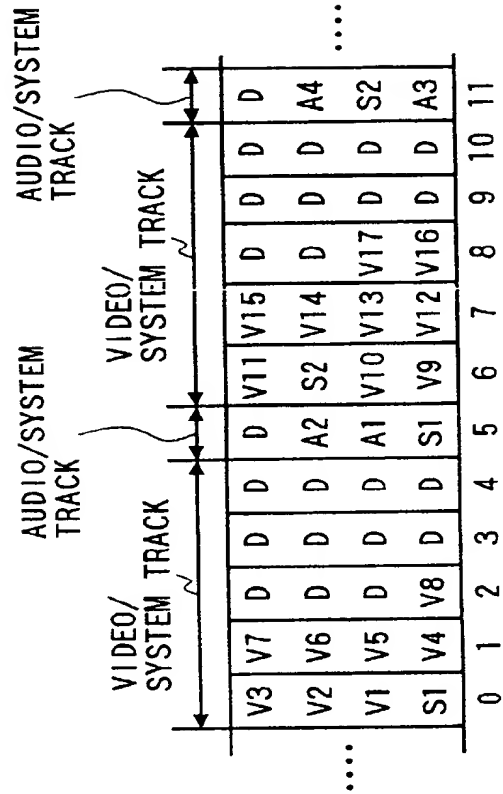 AUDIO/SYSTEM TRACK
AUDIO/SYSTEM TRACK
VIDEO/ SYSTEM TRACK
VIDEO/ SYSTEM TRACK
.... V3 V7 D D D D V11 V15 D D D D ....
V2 V6 D D D A2 S2 V14 D D D A4
V1 V5 D D D A1 V10 V13 V17 D D S2
S1 V4 V8 D D S1 V9 V12 V16 D D A3
0 1 2 3 4 5 6 7 8 9 10 11